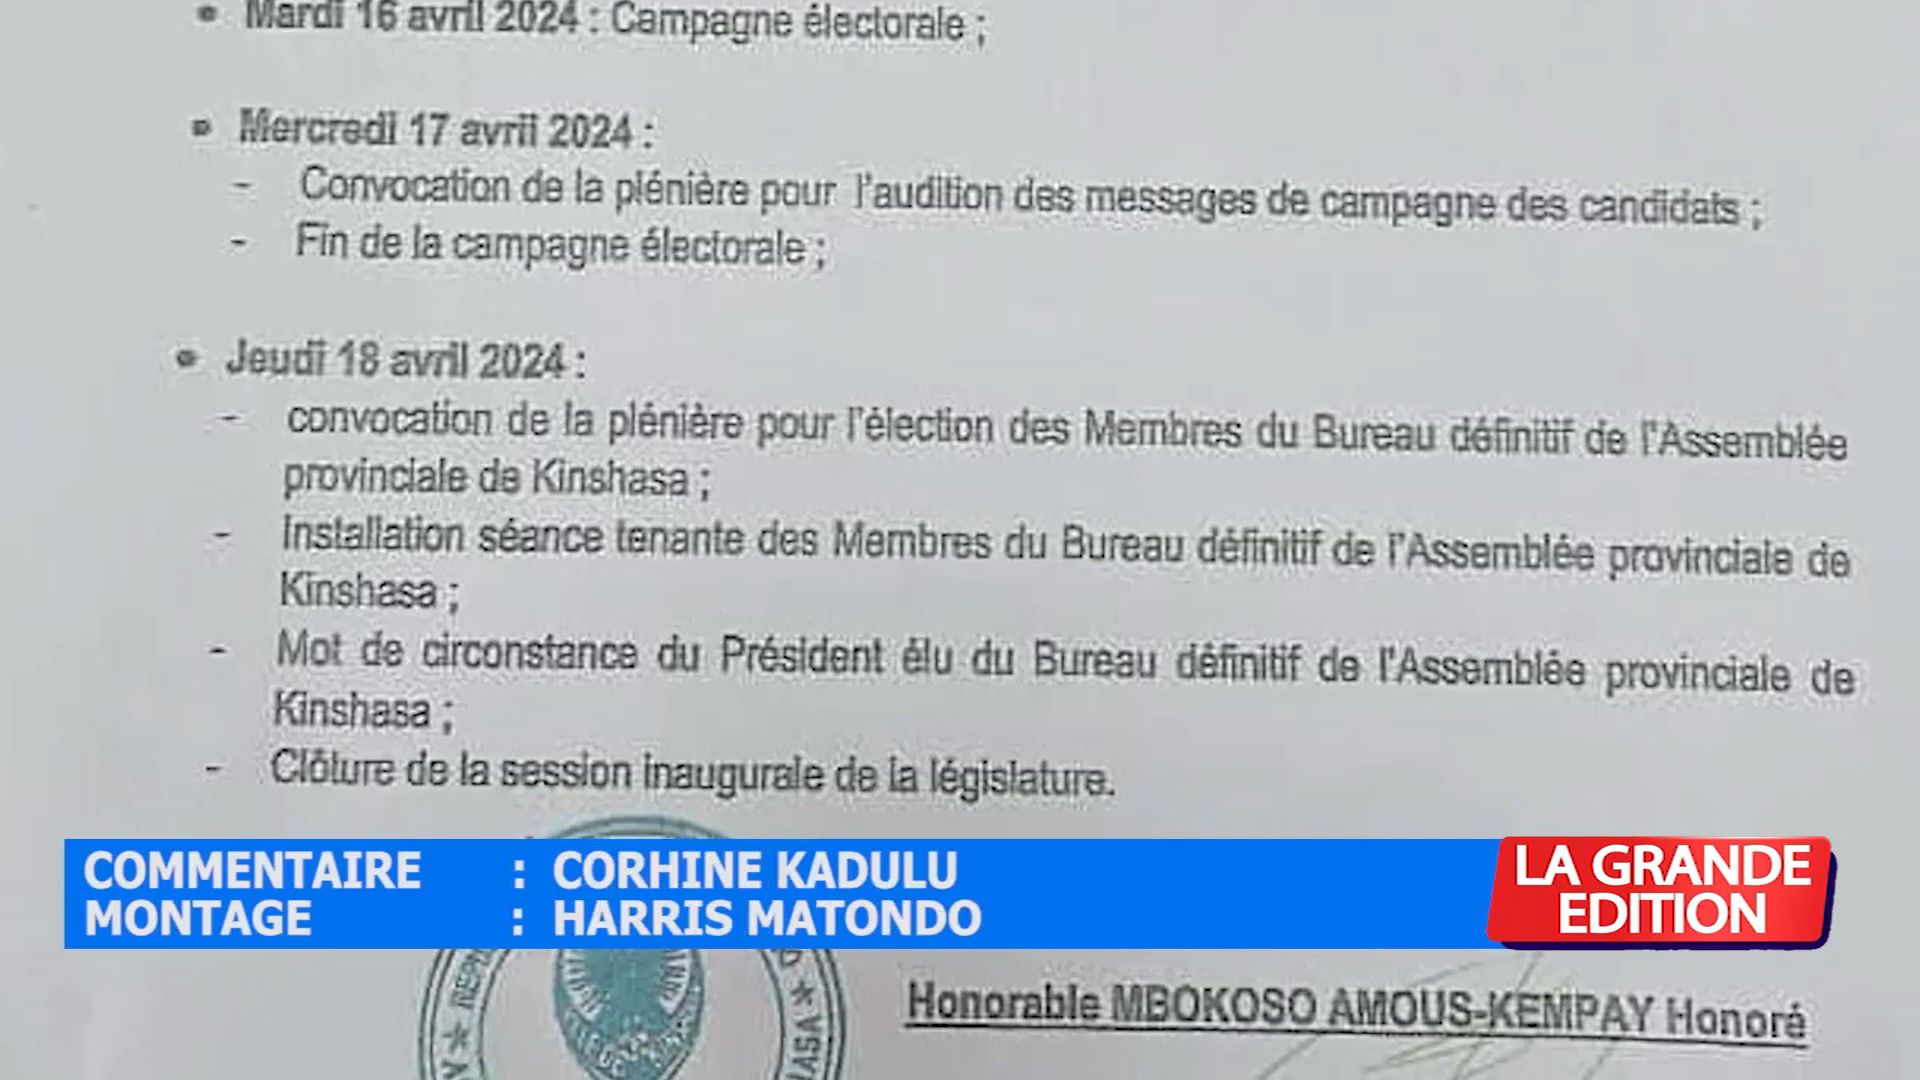 • Mardi 16 avril 2024 : Campagne électorale ;
• Mercredi 17 avril 2024 :
- Convocation de la plénière pour l'audition des messages de campagne des candidats ;
- Fin de la campagne électorale ;
• Jeudi 18 avril 2024 :
- convocation de la plénière pour l'élection des Membres du Bureau définitif de l'Assemblée
provinciale de Kinshasa ;
- Installation séance tenante des Membres du Bureau définitif de l'Assemblée provinciale de
Kinshasa ;
- Mot de circonstance du Président élu du Bureau définitif de l'Assemblée provinciale de
Kinshasa ;
- Clôture de la session inaugurale de la législature.
COMMENTAIRE : CORHINE KADULU
MONTAGE : HARRIS MATONDO
LA GRANDE
EDITION
Honorable MBOKOSO AMOUS-KEMPAY Honoré